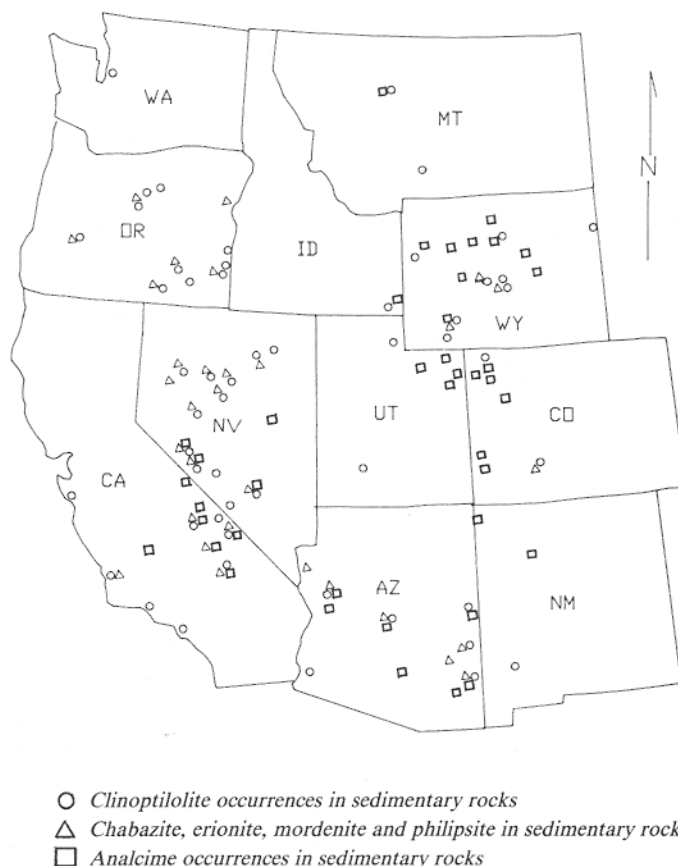 WA
MT
N
OR
ID
WY
NV
UT
CO
CA
AZ
NM
Clinoptilolite occurrences in sedimentary rocks
Chabazite, erionite, mordenite and philipsite in sedimentary rock
Analcime occurrences in sedimentary rocks